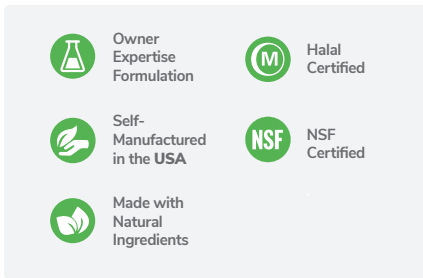 Owner
Expertise
Formulation
M
Halal
Certified
Self-
Manufactured
in the USA
NSF
NSF
Certified
Made with
Natural
Ingredients